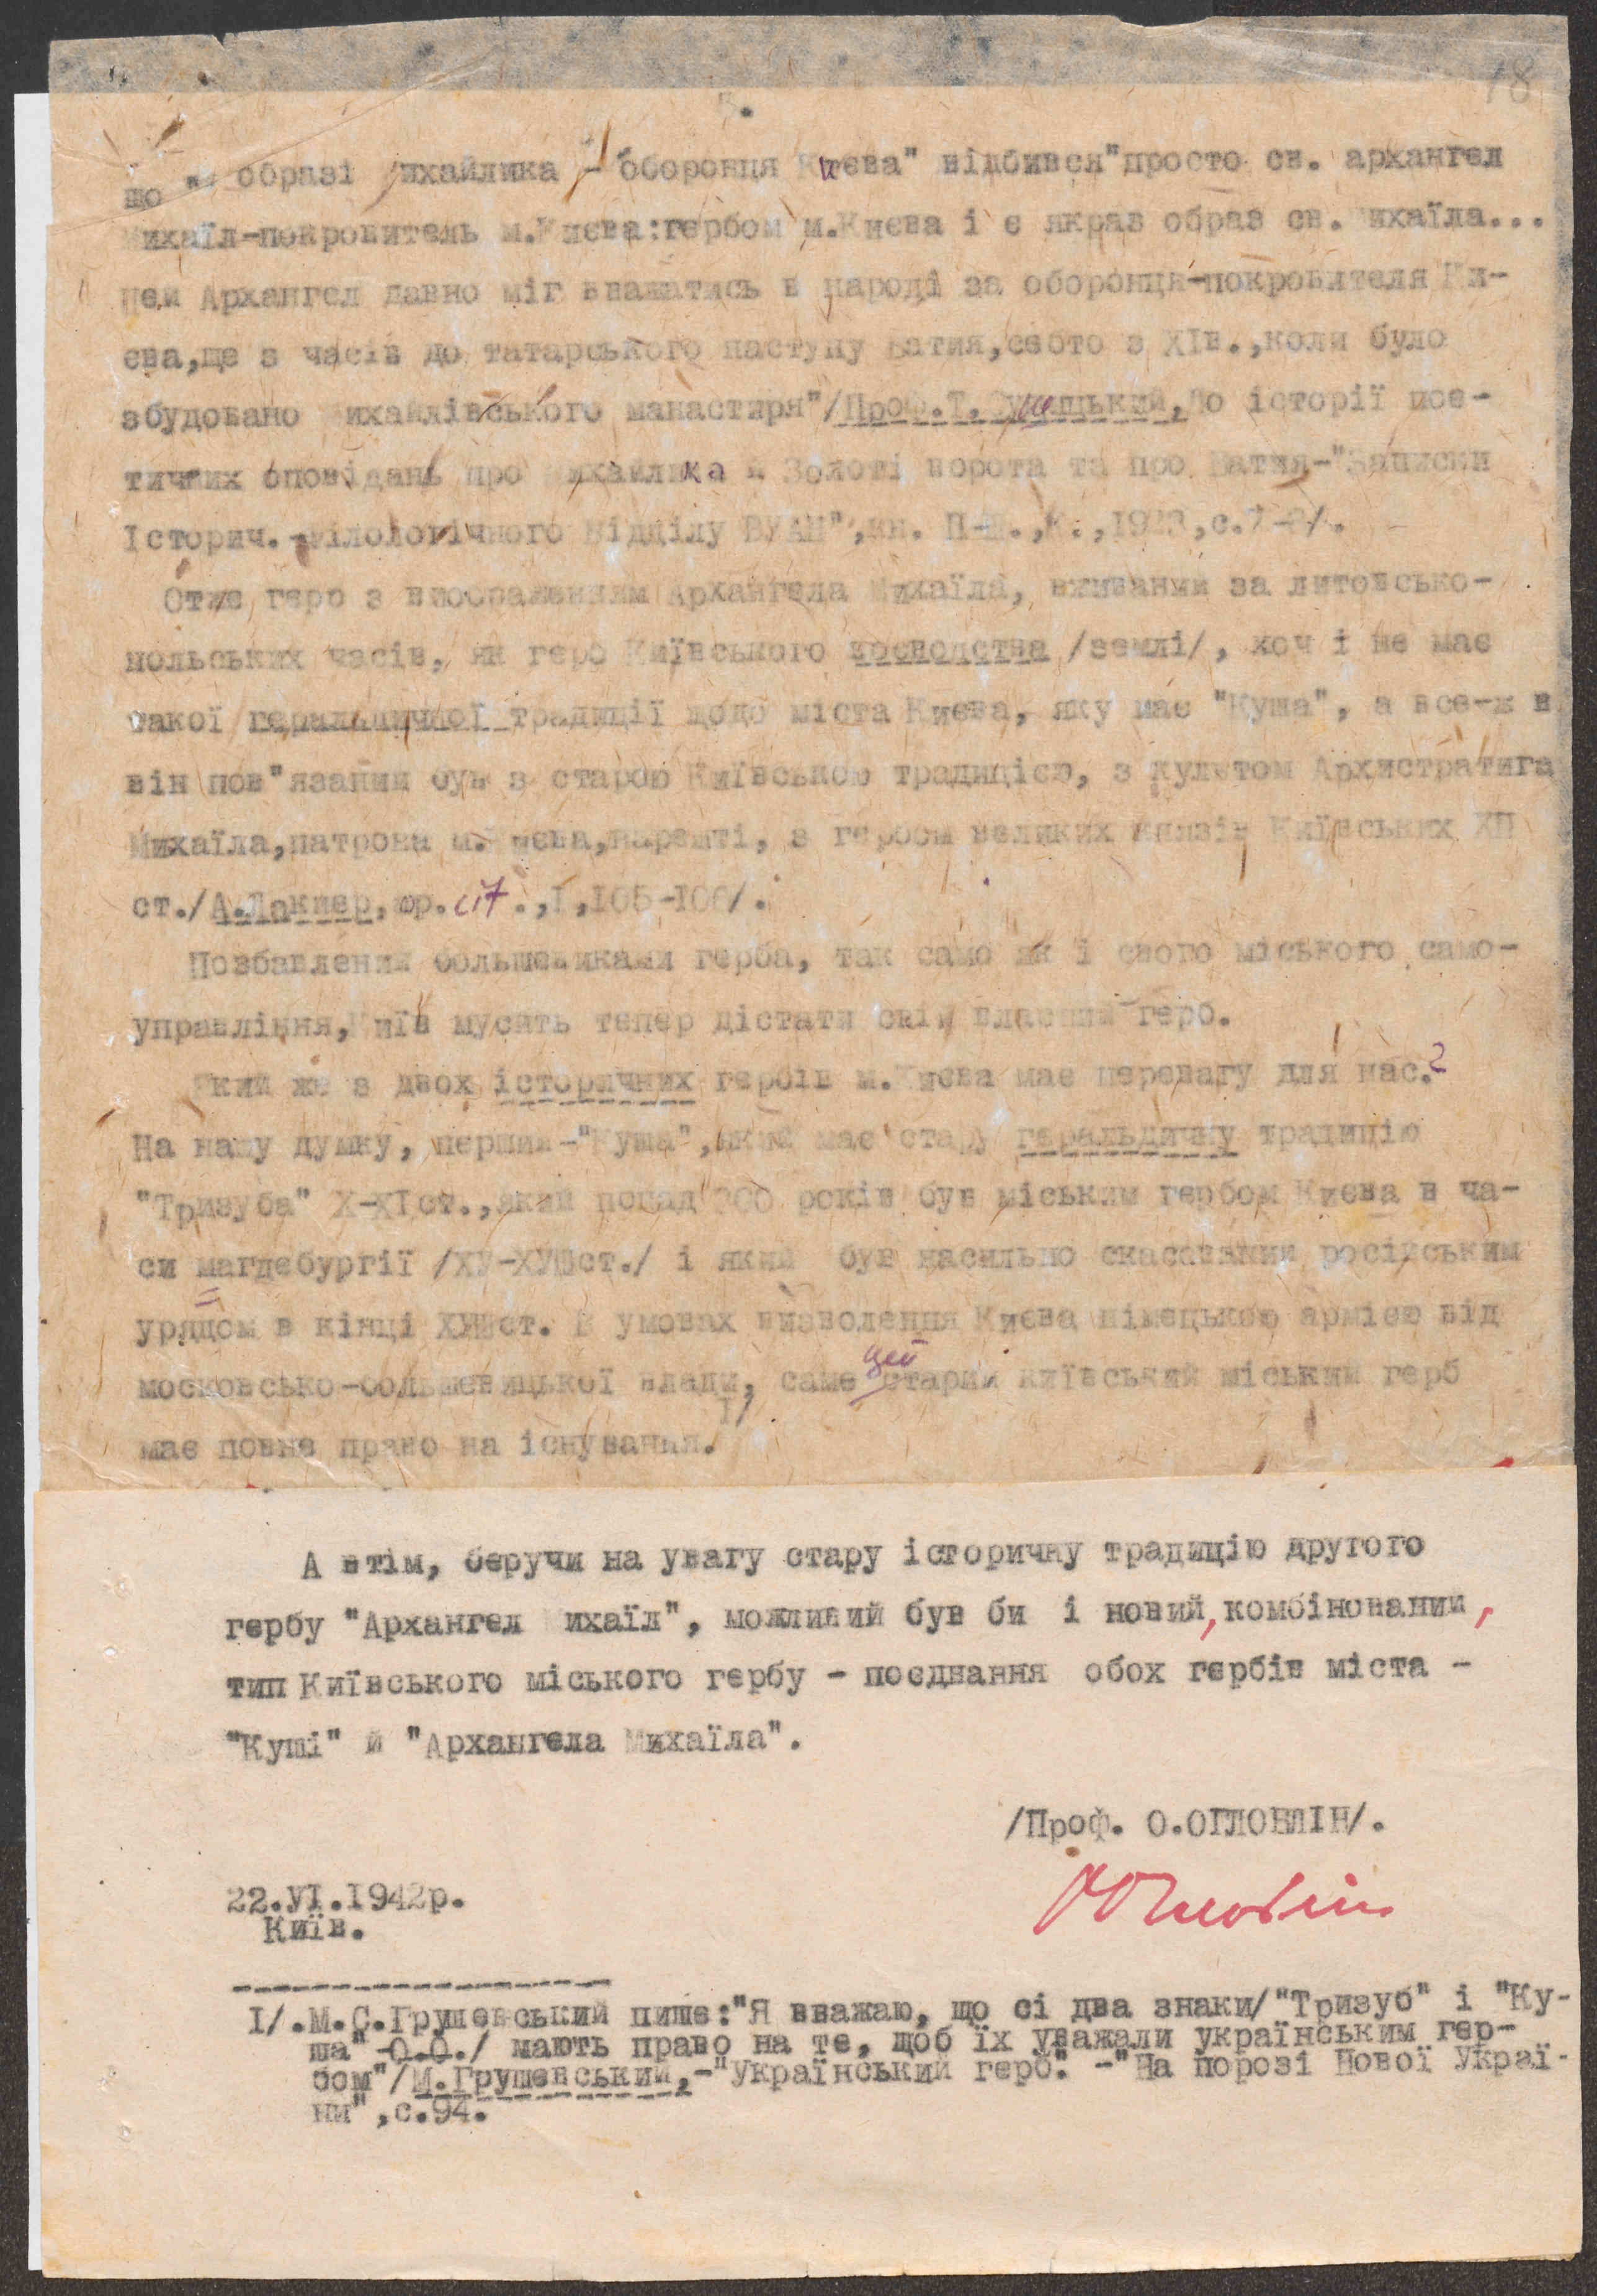 18
що в образі Михайлика - "оборонця Києва" відбився "просто св. архангел
Михаїл-покровитель м.Києва:гербом м.Києва і є якраз образ св. Михаїла...
Цей Архангел давно міг вважатись в народі за оборонця-покровителя Ки-
єва,ще з часів до татарського наступу Батия,себто з XIв.,коли було
збудовано Михайлівського манастиря"/Проф.Т.Сушицький,До історії пое-
тичних оповідань про Михайлика й Золоті ворота та про Батия-"Записки
Історич.-Філологічного Відділу ВУАН",кн. П-Ш.,К.,1923,с.7-8/.
Отже герб з вображенням Архангела Михаїла, вживаний за литовсько-
польських часів, як герб Київського воєводства /землі/, хоч і не має
такої геральдичної традиції щодо міста Києва, яку має "Куша", а все-ж в
він пов"язаний був з старою Київською традицією, з культом Архистратига
Михаїла,патрона м.Києва,нарешті, з гербом великих князів Київських ХП
ст./А.Лакиер,op.cit.,I,105-106/.
Позбавлений большевиками герба, так само як і свого міського само-
управління,Київ мусить тепер дістати свій власний герб.
Який же з двох історичних гербів м.Києва має перевагу для нас?
На нашу думку, перший-"Куша",який має стару геральдичну традицію
"Тризуба" X-XIст.,який понад 300 років був міським гербом Києва в ча-
си магдебургії /ХУ-ХУШст./ і який був насильно скасований російським
урядом в кінці ХУШст. В умовах визволення Києва німецькою армією від
московсько-большевицької влади, саме цей старий київський міський герб
має повне право на існування. I/
А втім, беручи на увагу стару історичну традицію другого
гербу "Архангел Михаїл", можливий був би і новий,комбінований,
тип Київського міського гербу - поєднання обох гербів міста -
"Куші" й "Архангела Михаїла".
/Проф. О.ОГЛОБЛІН/.
О Оглоблін
22.УІ.1942р.
Київ.
I/.М.С.Грушевський пише:"Я вважаю, що сі два знаки/"Тризуб" і "Ку-
ша"-О.О./ мають право на те, щоб їх уважали українським гер-
бом"/М.Грушевський,-"Український герб". -"На порозі Нової Украї-
ни",с.94.